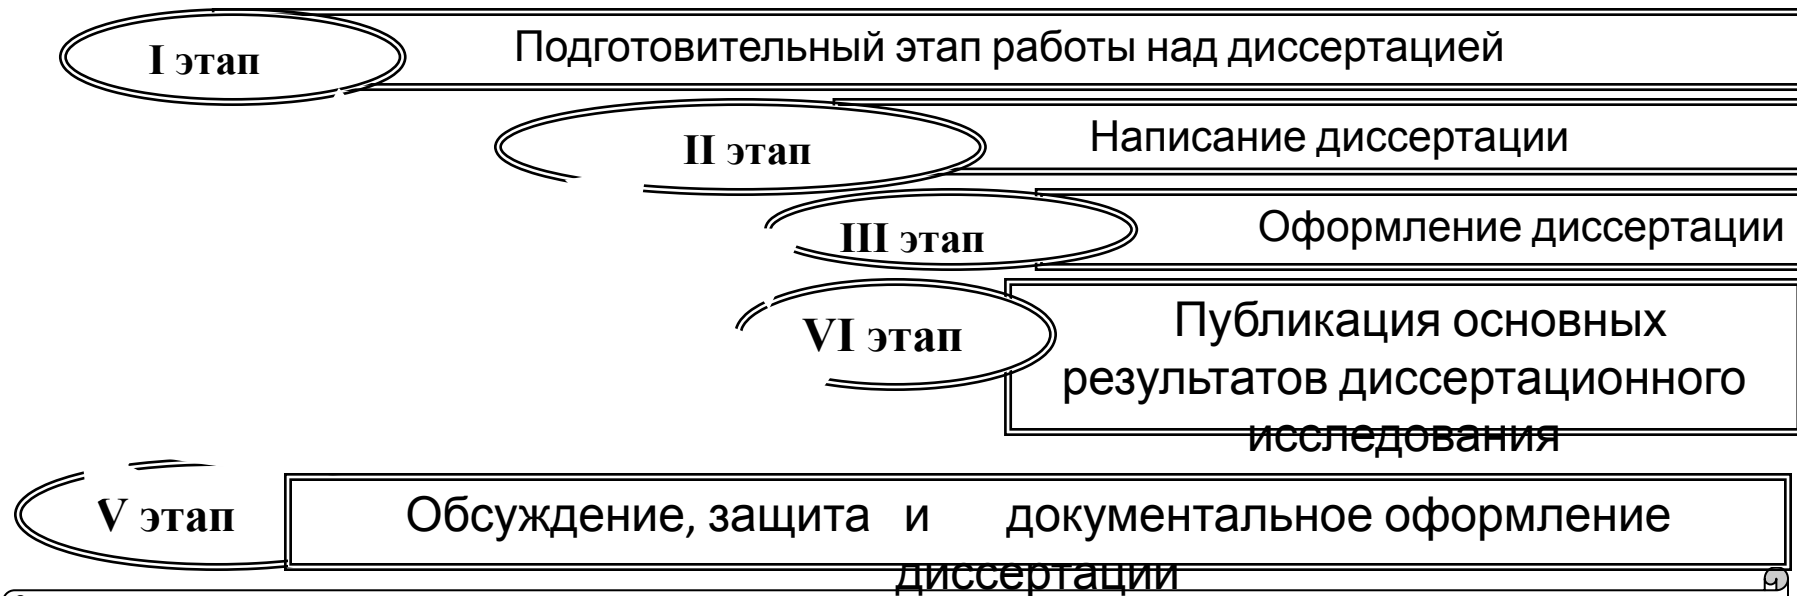 I этап
Подготовительный этап работы над диссертацией
II этап
Написание диссертации
III этап
Оформление диссертации
VI этап
Публикация основных
результатов диссертационного
исследования
V этап
Обсуждение, защита и документальное оформление
диссертации